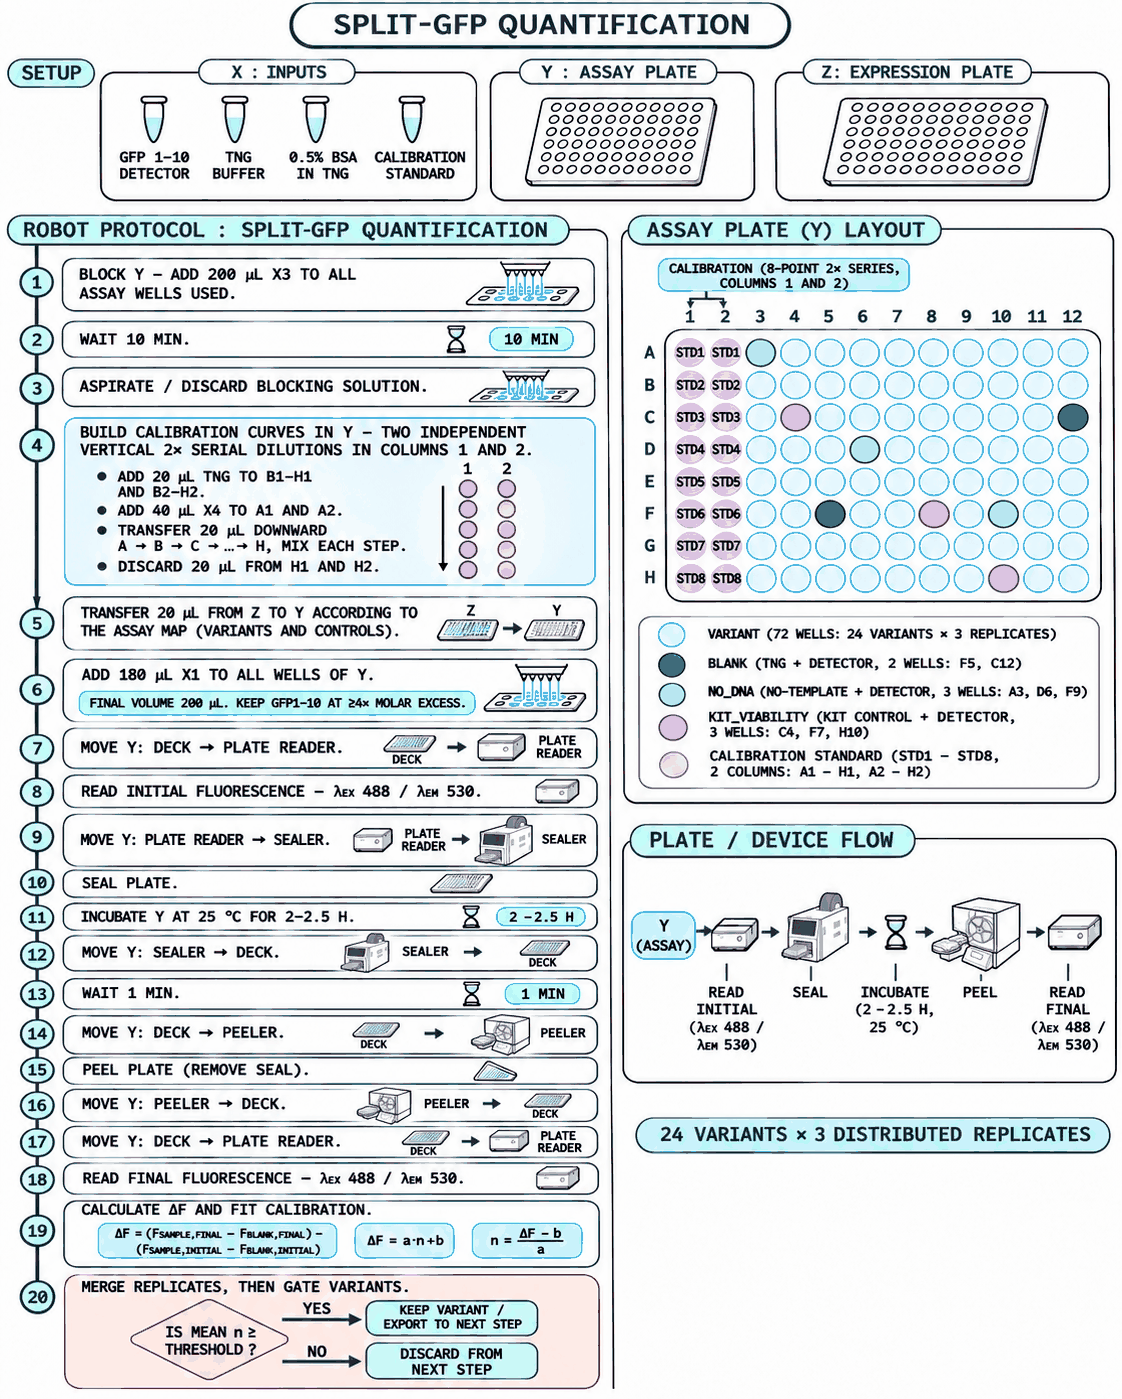 SPLIT-GFP QUANTIFICATION
SETUP
X : INPUTS
GFP 1-10
DETECTOR
TNG
BUFFER
0.5% BSA
IN TNG
CALIBRATION
STANDARD
Y : ASSAY PLATE
Z: EXPRESSION PLATE
ROBOT PROTOCOL : SPLIT-GFP QUANTIFICATION
1
BLOCK Y – ADD 200 µL X3 TO ALL
ASSAY WELLS USED.
2
WAIT 10 MIN.
10 MIN
3
ASPIRATE / DISCARD BLOCKING SOLUTION.
4
BUILD CALIBRATION CURVES IN Y – TWO INDEPENDENT
VERTICAL 2× SERIAL DILUTIONS IN COLUMNS 1 AND 2.
• ADD 20 µL TNG TO B1-H1
AND B2-H2.
• ADD 40 µL X4 TO A1 AND A2.
• TRANSFER 20 µL DOWNWARD
A → B → C → …→ H, MIX EACH STEP.
• DISCARD 20 µL FROM H1 AND H2.
1 2
5
TRANSFER 20 µL FROM Z TO Y ACCORDING TO
THE ASSAY MAP (VARIANTS AND CONTROLS).
Z → Y
6
ADD 180 µL X1 TO ALL WELLS OF Y.
FINAL VOLUME 200 µL. KEEP GFP1-10 AT ≥4× MOLAR EXCESS.
7
MOVE Y: DECK → PLATE READER.
DECK
PLATE
READER
8
READ INITIAL FLUORESCENCE – λEX 488 / λEM 530.
9
MOVE Y: PLATE READER → SEALER.
PLATE
READER
SEALER
10
SEAL PLATE.
11
INCUBATE Y AT 25 °C FOR 2-2.5 H.
2 -2.5 H
12
MOVE Y: SEALER → DECK.
SEALER
DECK
13
WAIT 1 MIN.
1 MIN
14
MOVE Y: DECK → PEELER.
DECK
PEELER
15
PEEL PLATE (REMOVE SEAL).
16
MOVE Y: PEELER → DECK.
PEELER
DECK
17
MOVE Y: DECK → PLATE READER.
DECK
PLATE
READER
18
READ FINAL FLUORESCENCE – λEX 488 / λEM 530.
19
CALCULATE ΔF AND FIT CALIBRATION.
ΔF = (FSAMPLE,FINAL – FBLANK,FINAL) –
(FSAMPLE,INITIAL – FBLANK,INITIAL)
ΔF = a·n+b
n = (ΔF – b) / a
20
MERGE REPLICATES, THEN GATE VARIANTS.
IS MEAN n ≥
THRESHOLD ?
YES
KEEP VARIANT /
EXPORT TO NEXT STEP
NO
DISCARD FROM
NEXT STEP
ASSAY PLATE (Y) LAYOUT
CALIBRATION (8-POINT 2× SERIES,
COLUMNS 1 AND 2)
1 2 3 4 5 6 7 8 9 10 11 12
A STD1 STD1
B STD2 STD2
C STD3 STD3
D STD4 STD4
E STD5 STD5
F STD6 STD6
G STD7 STD7
H STD8 STD8
VARIANT (72 WELLS: 24 VARIANTS × 3 REPLICATES)
BLANK (TNG + DETECTOR, 2 WELLS: F5, C12)
NO_DNA (NO-TEMPLATE + DETECTOR, 3 WELLS: A3, D6, F9)
KIT_VIABILITY (KIT CONTROL + DETECTOR,
3 WELLS: C4, F7, H10)
CALIBRATION STANDARD (STD1 – STD8,
2 COLUMNS: A1 – H1, A2 – H2)
PLATE / DEVICE FLOW
Y
(ASSAY)
READ
INITIAL
(λEX 488 /
λEM 530)
SEAL
INCUBATE
(2 -2.5 H,
25 °C)
PEEL
READ
FINAL
(λEX 488 /
λEM 530)
24 VARIANTS × 3 DISTRIBUTED REPLICATES